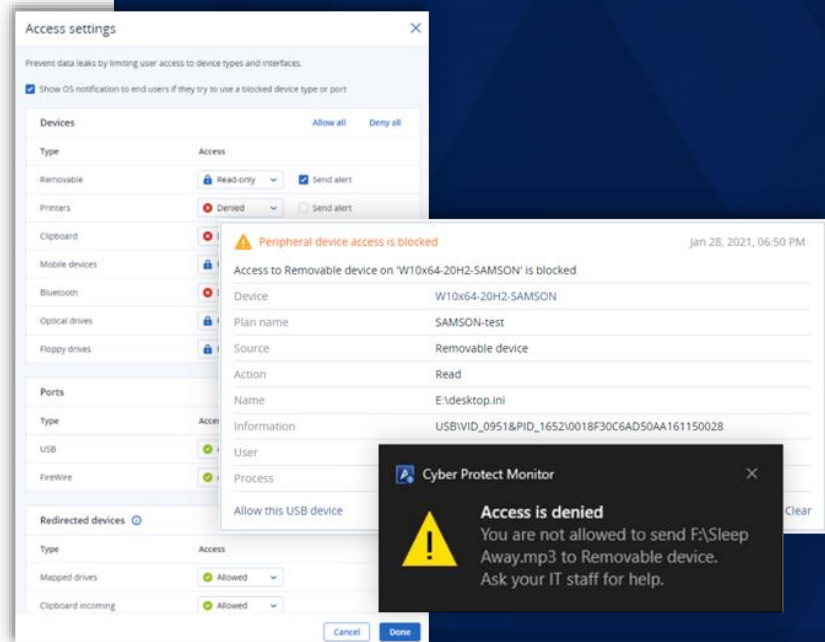 Access settings
Prevent data leaks by limiting user access to device types and interfaces.
Show OS notification to end users if they try to use a blocked device type or port
Devices Allow all Deny all
Type Access
Removable Read-only Send alert
Printers Denied Send alert
Clipboard
Mobile devices
Bluetooth
Optical drives
Floppy drives
Ports
Type
USB
FireWire
Redirected devices
Type Access
Mapped drives Allowed
Clipboard incoming Allowed
Cancel Done
Peripheral device access is blocked Jan 28, 2021, 06:50 PM
Access to Removable device on 'W10x64-20H2-SAMSON' is blocked
Device W10x64-20H2-SAMSON
Plan name SAMSON-test
Source Removable device
Action Read
Name E:\desktop.ini
Information USB\VID_0951&PID_1652\0018F30C6AD50AA161150028
User
Process
Allow this USB device Clear
Cyber Protect Monitor
Access is denied
You are not allowed to send F:\Sleep
Away.mp3 to Removable device.
Ask your IT staff for help.